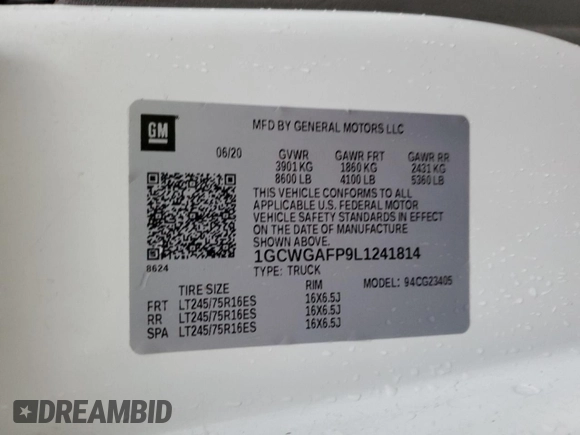 GM
MFD BY GENERAL MOTORS LLC
06/20 GVWR GAWR FRT GAWR RR
3901 KG 1860 KG 2431 KG
8600 LB 4100 LB 5360 LB
THIS VEHICLE CONFORMS TO ALL
APPLICABLE U.S. FEDERAL MOTOR
VEHICLE SAFETY STANDARDS IN EFFECT
ON THE DATE OF MANUFACTURE
SHOWN ABOVE.
8624
1GCWGAFP9L1241814
TYPE: TRUCK
TIRE SIZE RIM MODEL: 94CG23405
FRT LT245/75R16ES 16X6.5J
RR LT245/75R16ES 16X6.5J
SPA LT245/75R16ES 16X6.5J
DREAMBID